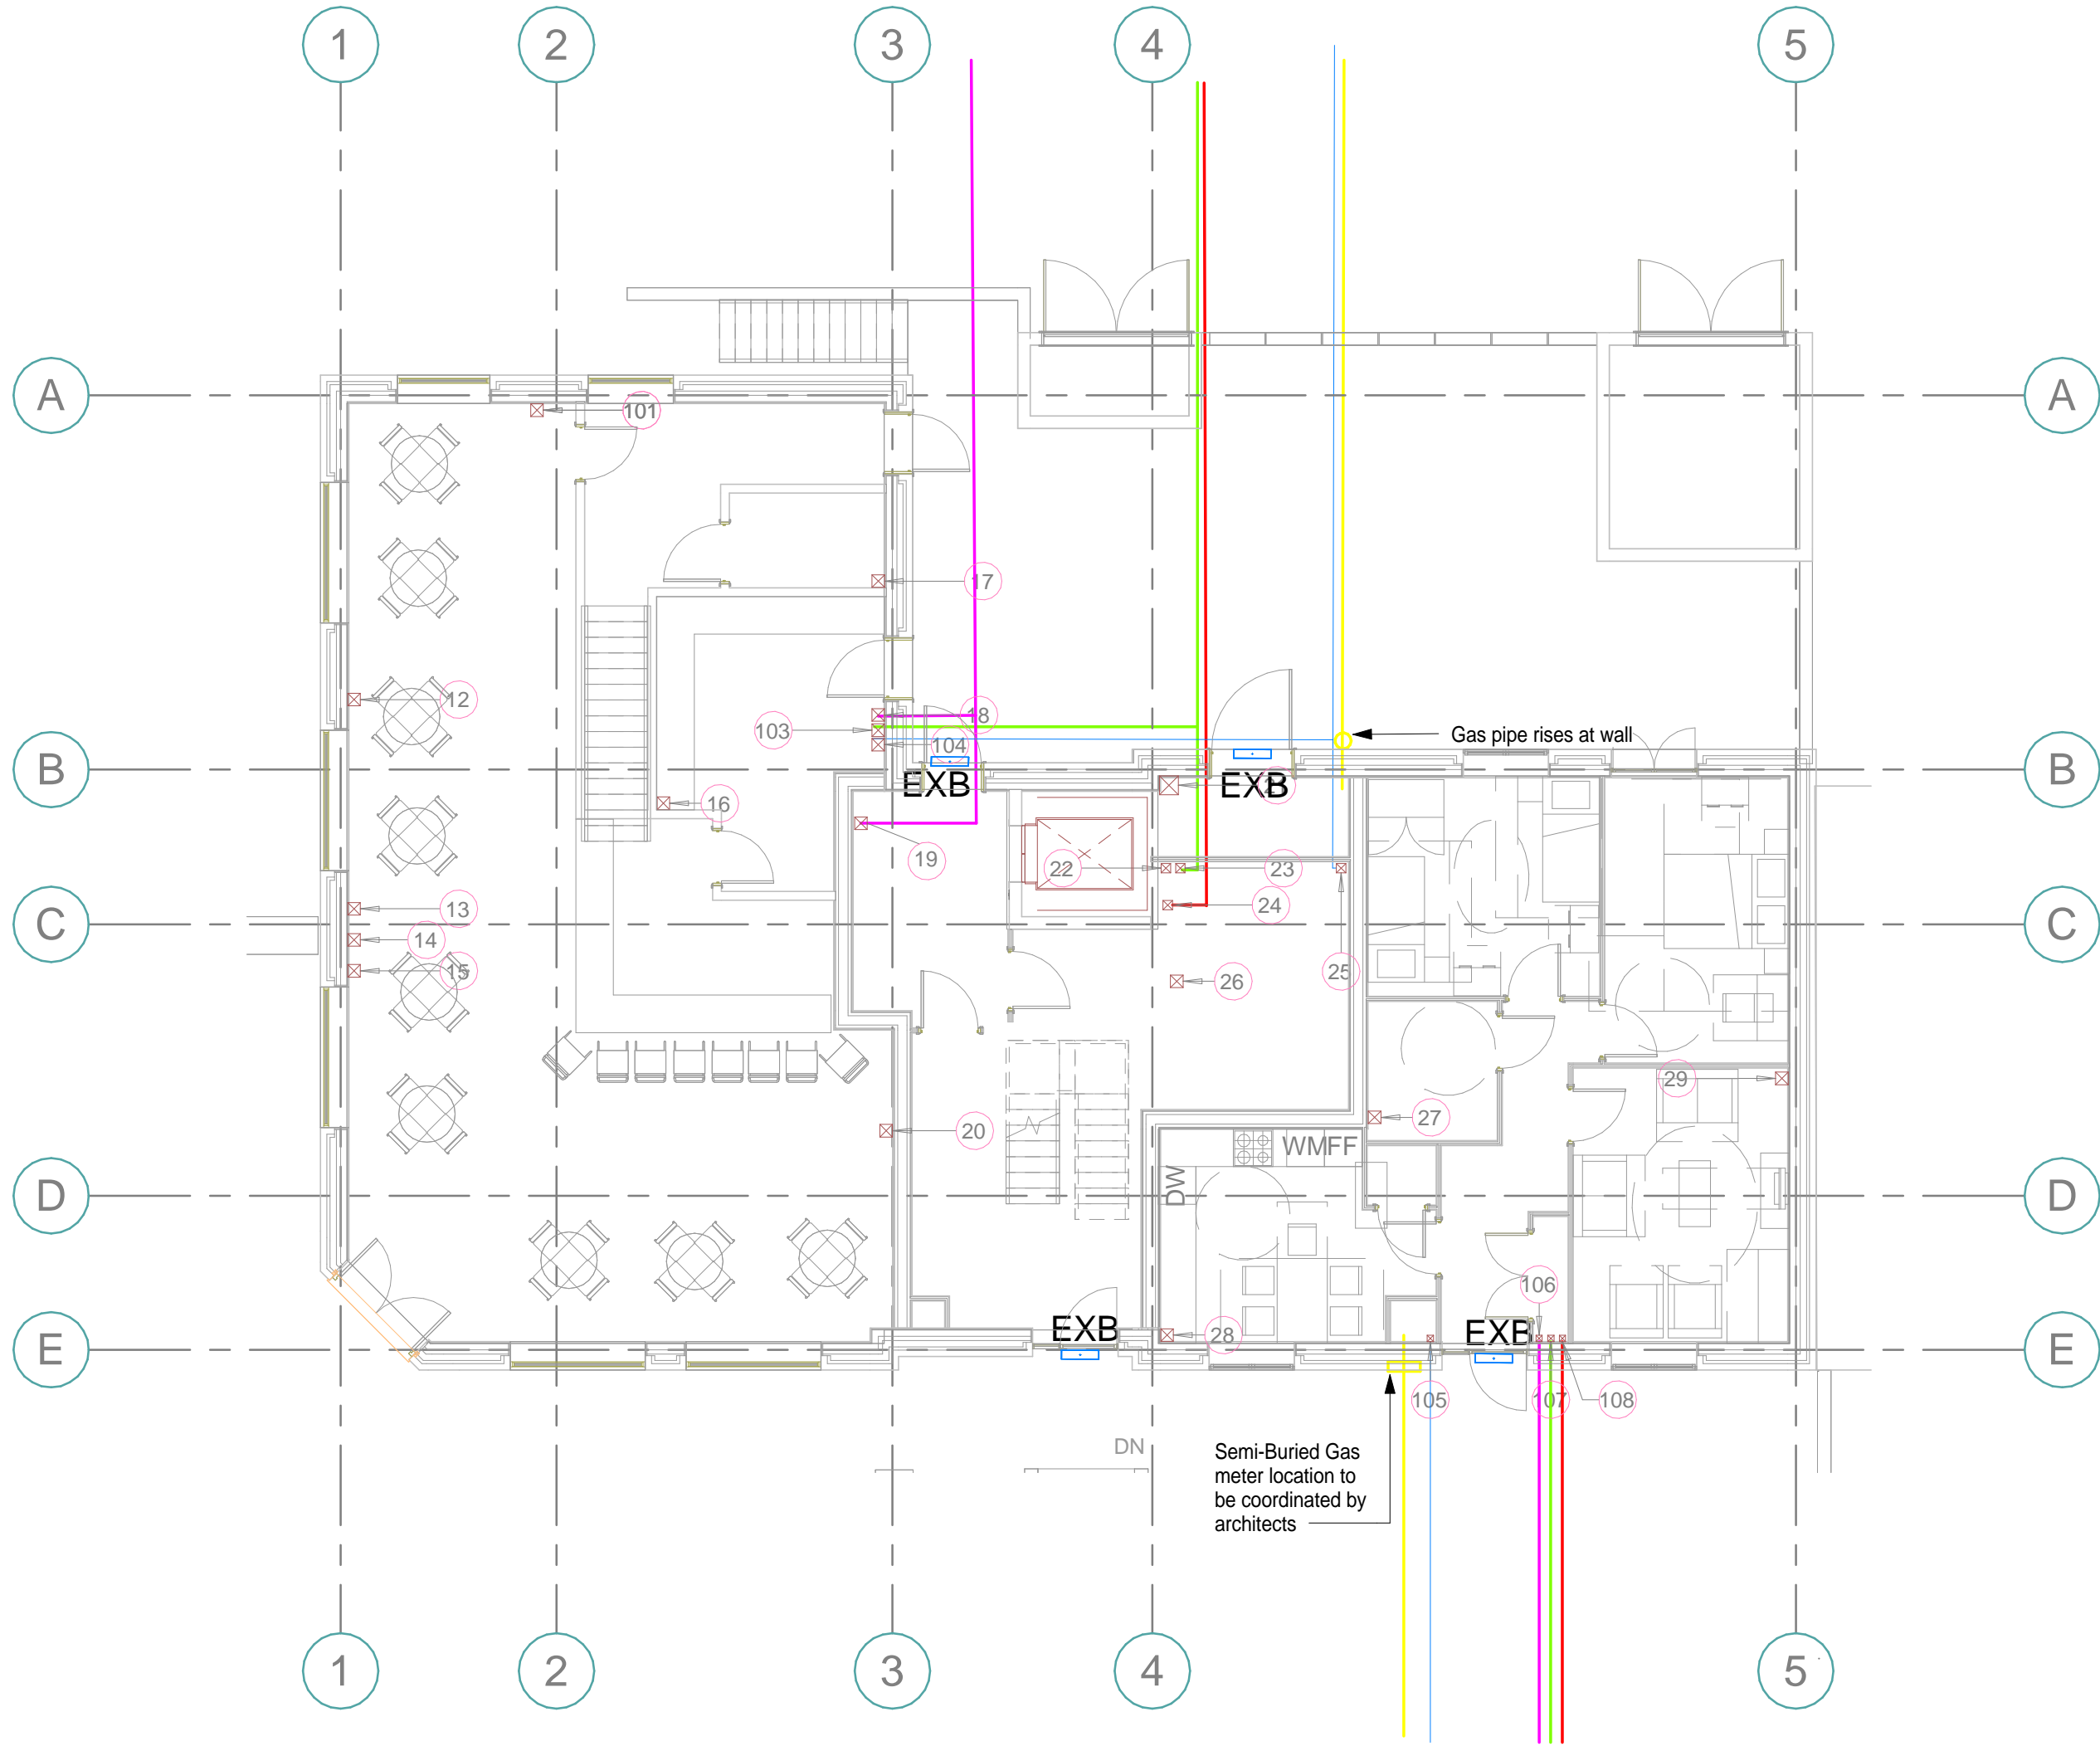 1 2 3 4 5
A A
101
17
12
18
103
104
Gas pipe rises at wall
B B
EXB EXB
16
19
22 23
24
13
C C
14
15
25
26
29
27
20
WMFF
DW
D D
106
EXB EXB
28
E E
105 107 108
DN
Semi-Buried Gas
meter location to
be coordinated by
architects
1 2 3 4 5